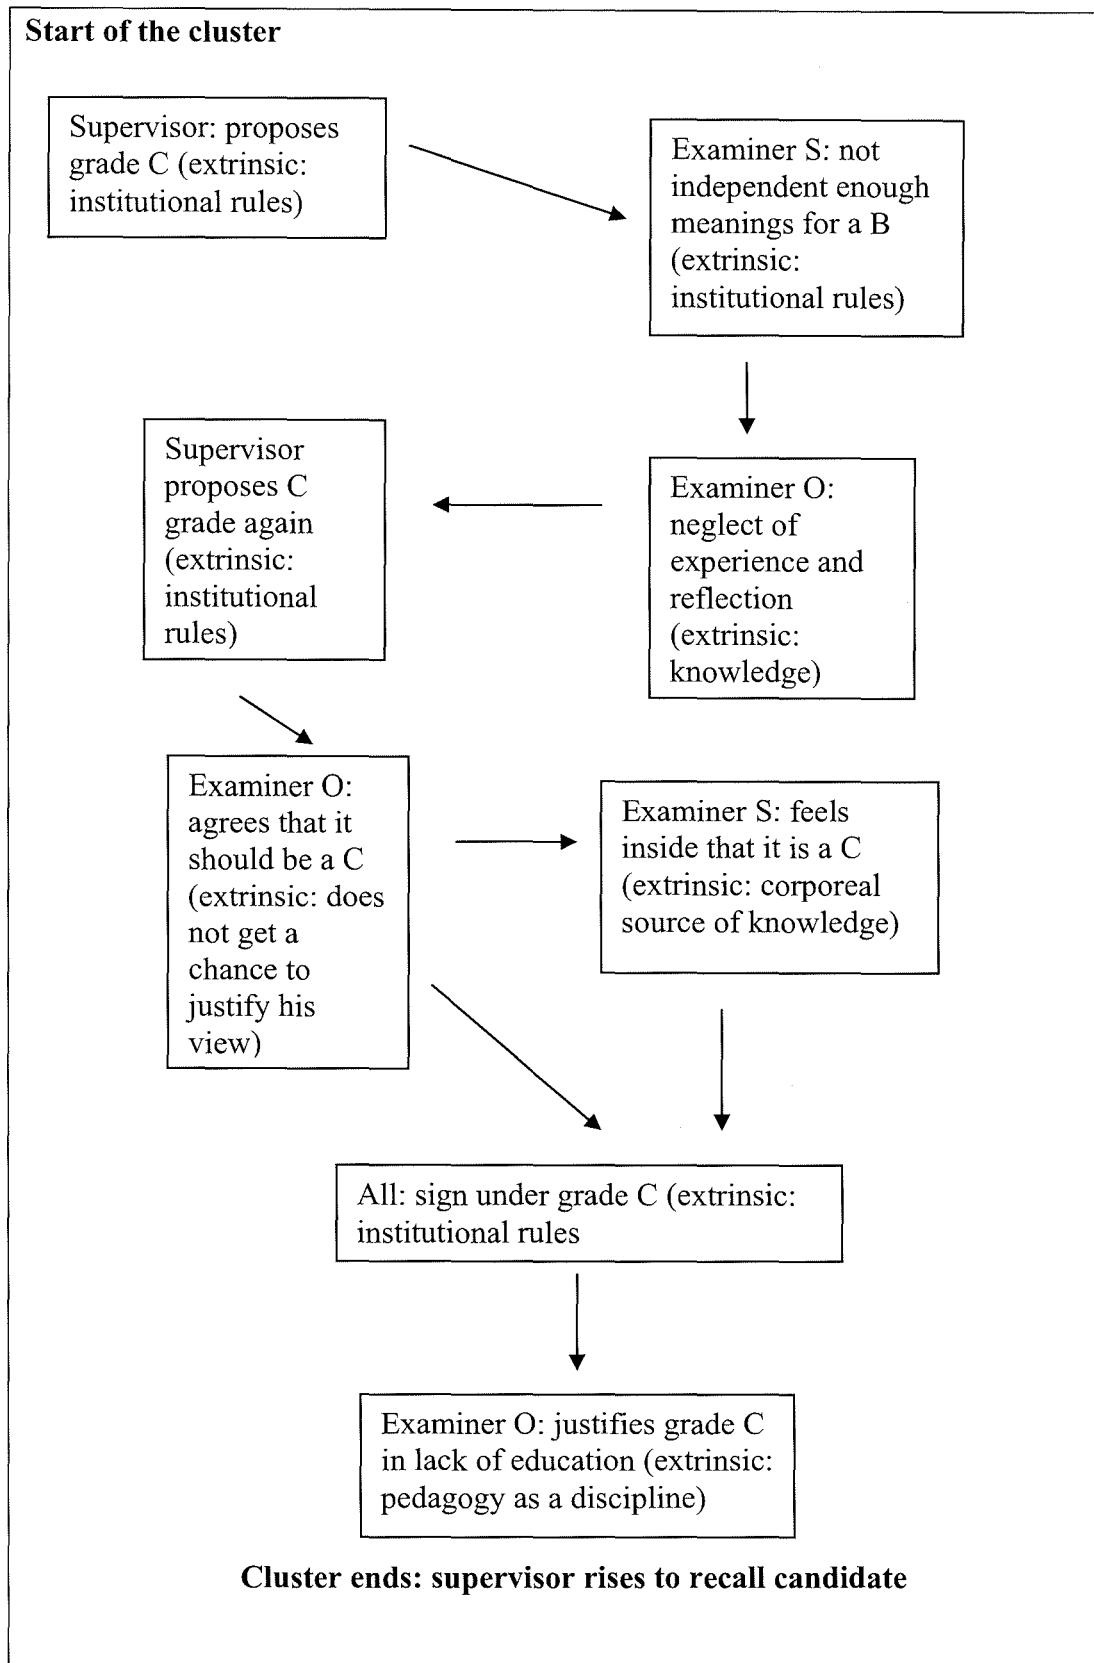 Start of the cluster
Supervisor: proposes
grade C (extrinsic:
institutional rules)
Examiner S: not
independent enough
meanings for a B
(extrinsic:
institutional rules)
Examiner O:
neglect of
experience and
reflection
(extrinsic:
knowledge)
Supervisor
proposes C
grade again
(extrinsic:
institutional
rules)
Examiner O:
agrees that it
should be a C
(extrinsic: does
not get a
chance to
justify his
view)
Examiner S: feels
inside that it is a C
(extrinsic: corporeal
source of knowledge)
All: sign under grade C (extrinsic:
institutional rules
Examiner O: justifies grade C
in lack of education (extrinsic:
pedagogy as a discipline)
Cluster ends: supervisor rises to recall candidate